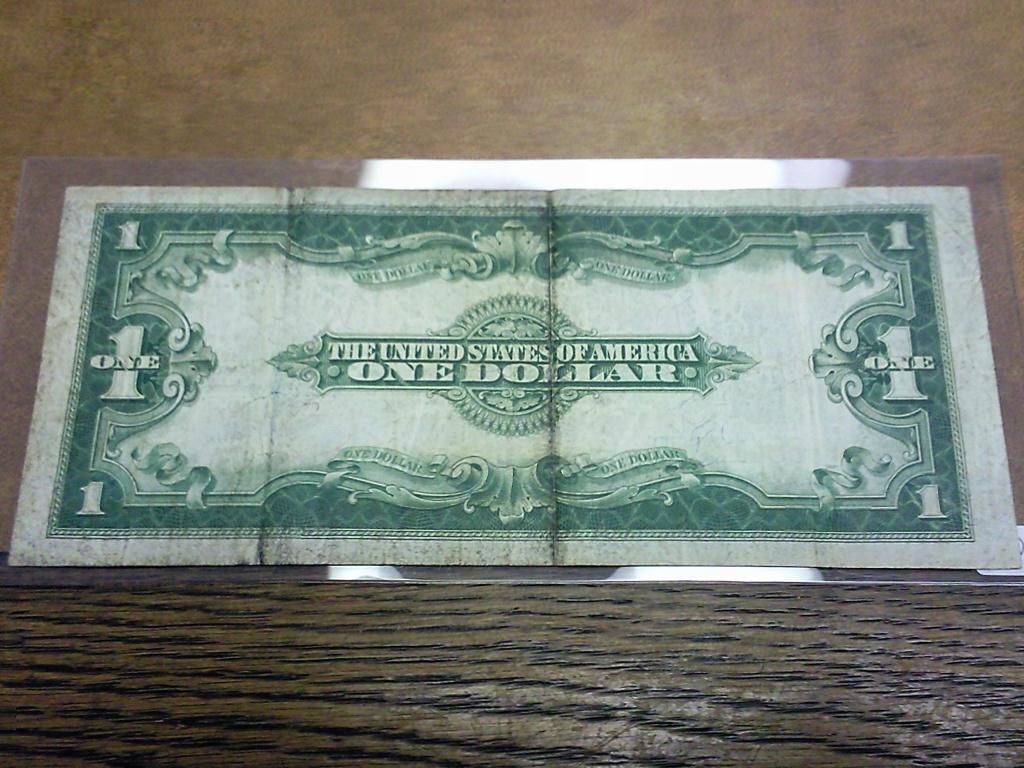 1 1
ONE DOLLAR ONE DOLLAR
THE UNITED STATES OF AMERICA
1 ONE 1 ONE
ONE DOLLAR
ONE DOLLAR ONE DOLLAR
1 1